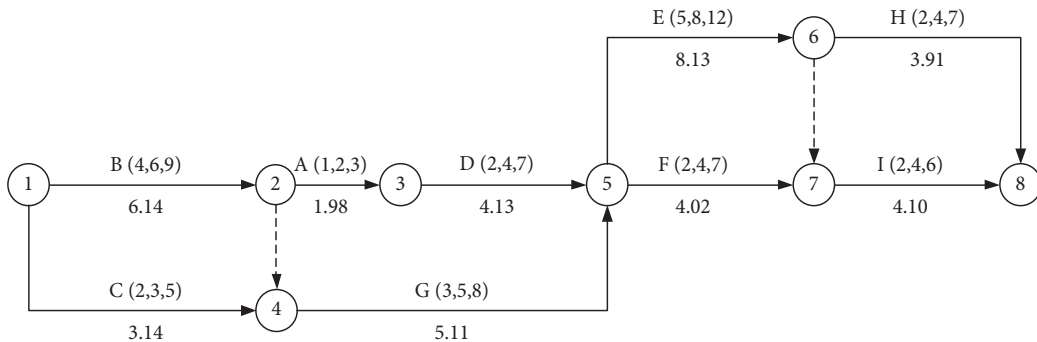 E (5,8,12)
6
H (2,4,7)
8.13
3.91
1
B (4,6,9)
6.14
2
A (1,2,3)
1.98
3
D (2,4,7)
4.13
5
F (2,4,7)
4.02
7
I (2,4,6)
4.10
8
C (2,3,5)
3.14
4
G (3,5,8)
5.11